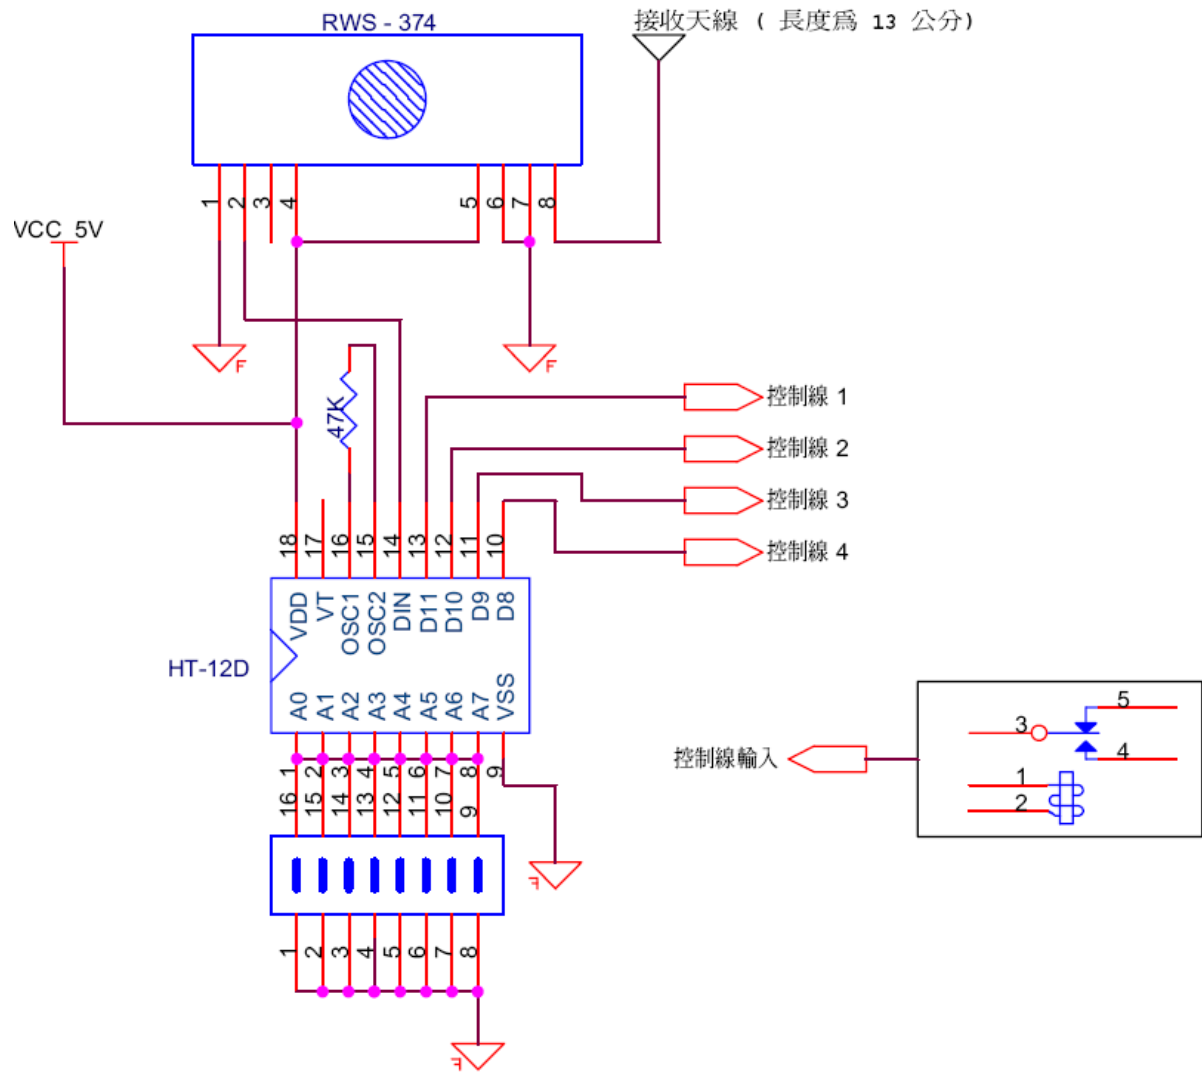 RWS - 374
接收天線 ( 長度為 13 公分)
1 2 3 4 5 6 7 8
VCC 5V
F F
47K
控制線 1
控制線 2
控制線 3
控制線 4
18 17 16 15 14 13 12 11 10
VDD VT OSC1 OSC2 DIN D11 D10 D9 D8
HT-12D
A0 A1 A2 A3 A4 A5 A6 A7 VSS
1 2 3 4 5 6 7 8 9
16 15 14 13 12 11 10 9
F
1 2 3 4 5 6 7 8
F
控制線輸入
5
3
4
1
2